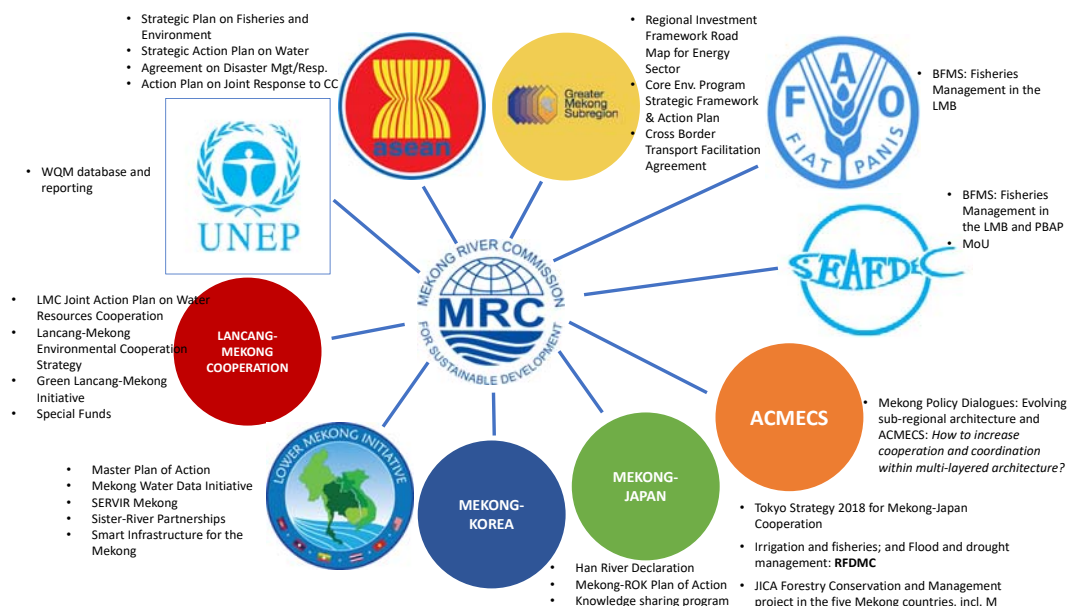 • Strategic Plan on Fisheries and
Environment
• Strategic Action Plan on Water
• Agreement on Disaster Mgt/Resp.
• Action Plan on Joint Response to CC
asean
Greater
Mekong
Subregion
• Regional Investment
Framework Road
Map for Energy
Sector
• Core Env. Program
Strategic Framework
& Action Plan
• Cross Border
Transport Facilitation
Agreement
F A O
FIAT PANIS
• BFMS: Fisheries
Management in the
LMB
• WQM database and
reporting
UNEP
• BFMS: Fisheries
Management in
the LMB and PBAP
• MoU
SEAFDEC
MEKONG RIVER COMMISSION
MRC
FOR SUSTAINABLE DEVELOPMENT
• LMC Joint Action Plan on Water
Resources Cooperation
• Lancang-Mekong
Environmental Cooperation
Strategy
• Green Lancang-Mekong
Initiative
• Special Funds
LANCANG-
MEKONG
COOPERATION
ACMECS
• Mekong Policy Dialogues: Evolving
sub-regional architecture and
ACMECS: How to increase
cooperation and coordination
within multi-layered architecture?
LOWER MEKONG INITIATIVE
• Master Plan of Action
• Mekong Water Data Initiative
• SERVIR Mekong
• Sister-River Partnerships
• Smart Infrastructure for the
Mekong
MEKONG-
KOREA
MEKONG-
JAPAN
• Tokyo Strategy 2018 for Mekong-Japan
Cooperation
• Irrigation and fisheries; and Flood and drought
management: RFDMC
• JICA Forestry Conservation and Management
project in the five Mekong countries, incl. M
• Han River Declaration
• Mekong-ROK Plan of Action
• Knowledge sharing program